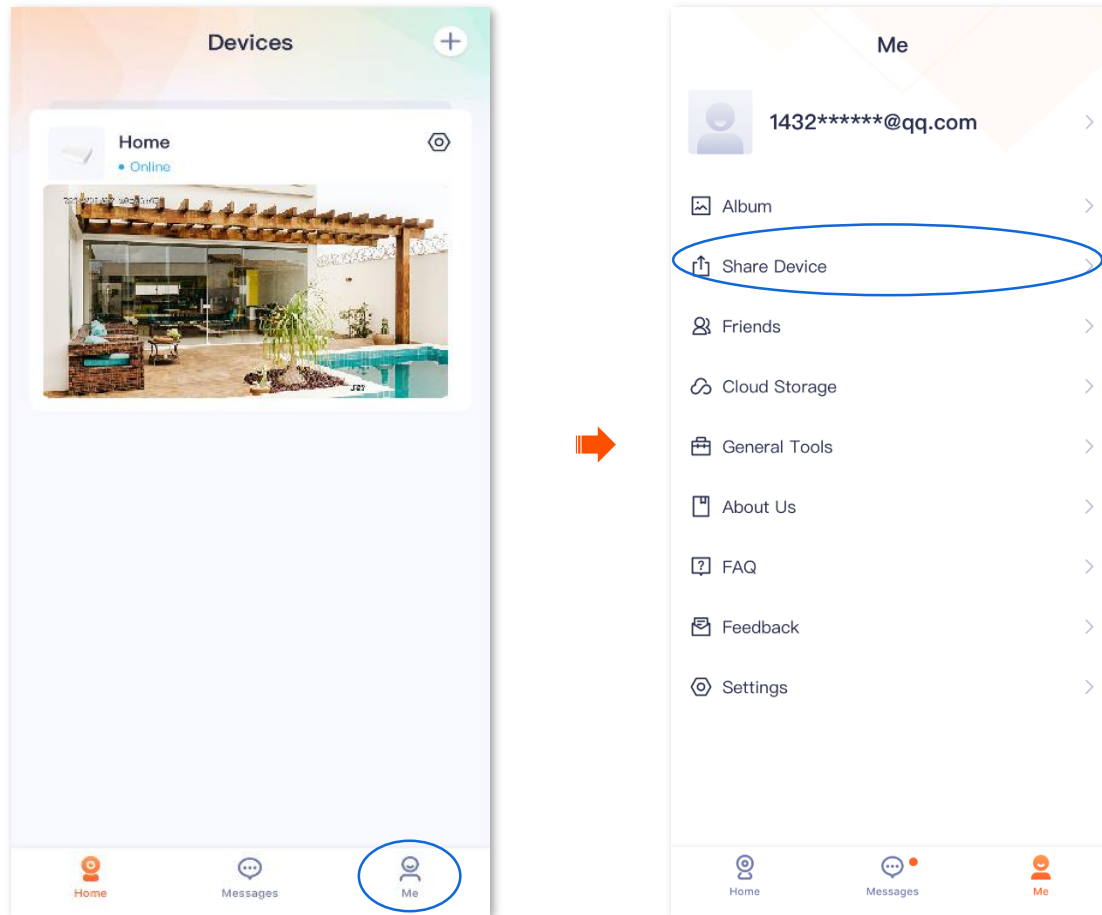 Devices
Home
Online
Home
Messages
Me
Me
1432******@qq.com
Album
Share Device
Friends
Cloud Storage
General Tools
About Us
FAQ
Feedback
Settings
Home
Messages
Me